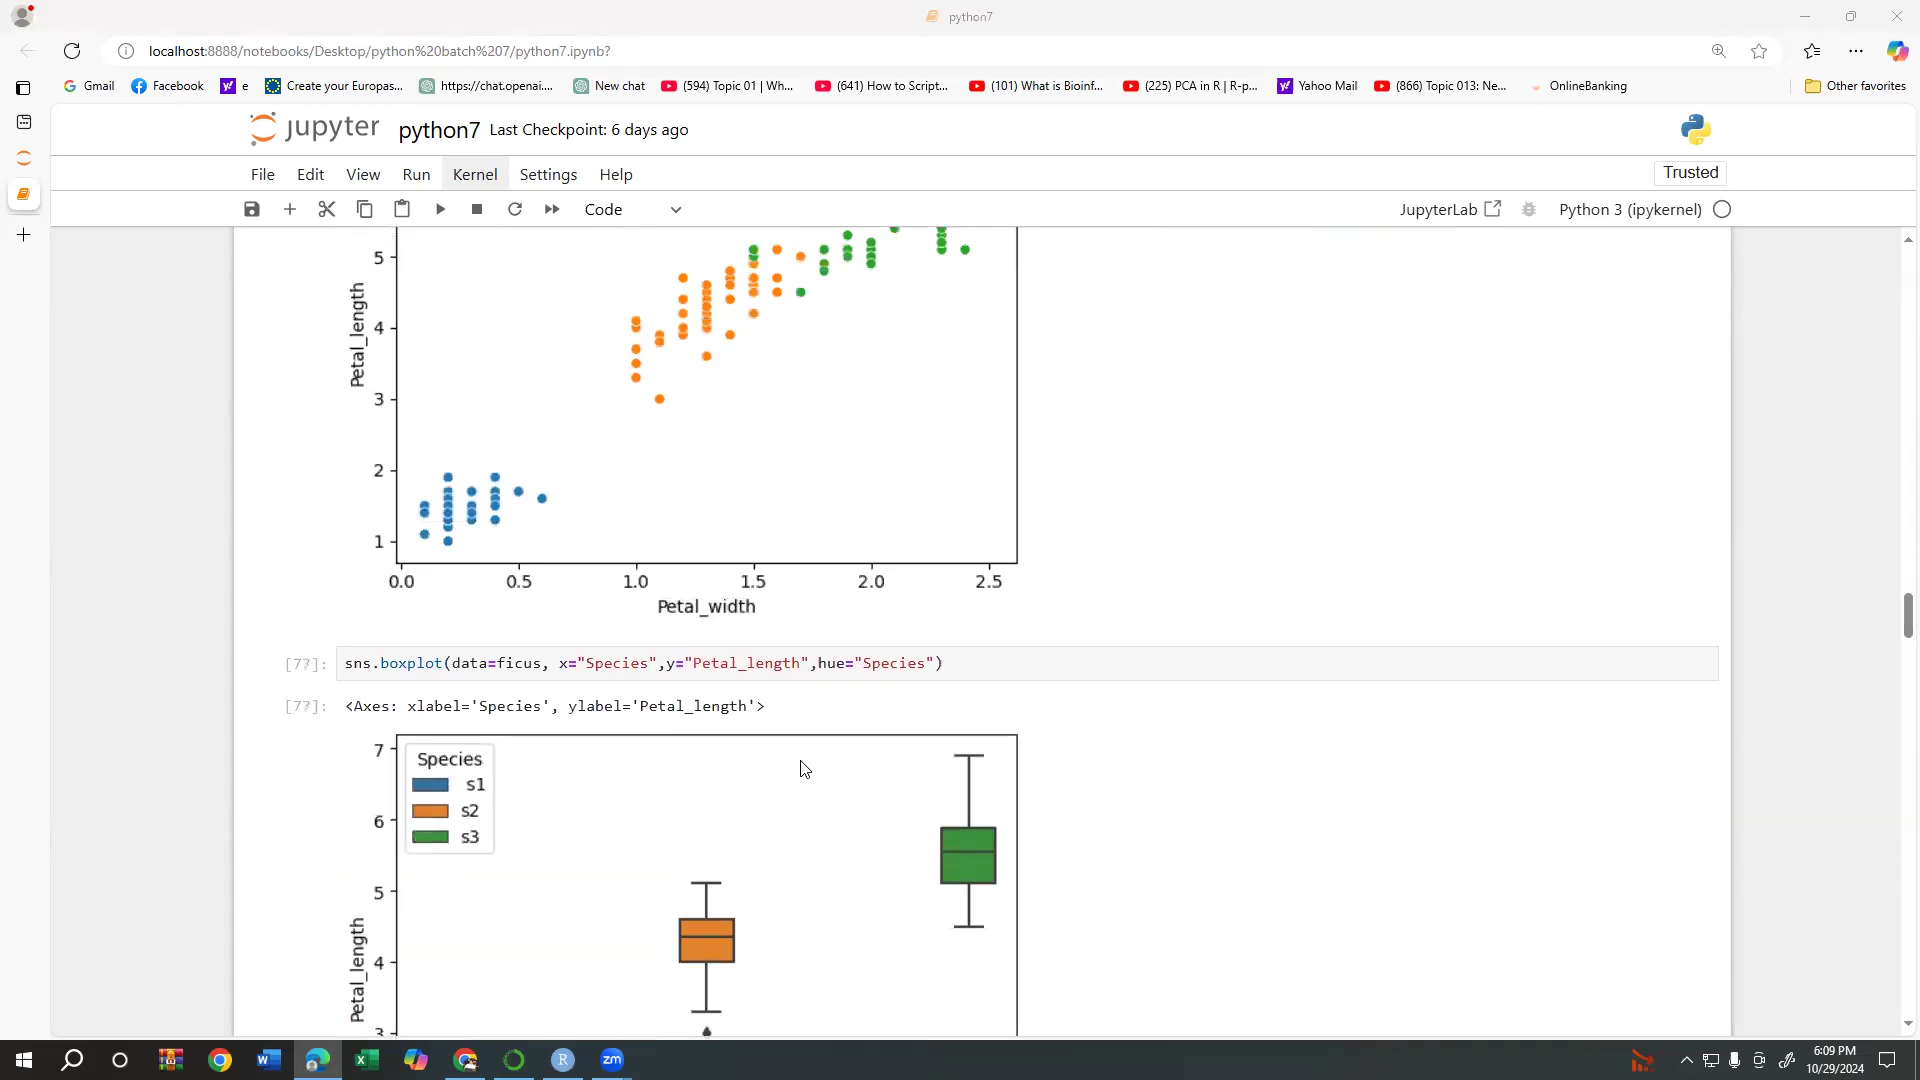 python7
localhost:8888/notebooks/Desktop/python%20batch%207/python7.ipynb?
Gmail
Facebook
e
Create your Europas...
https://chat.openai....
New chat
(594) Topic 01 | Wh...
(641) How to Script...
(101) What is Bioinf...
(225) PCA in R | R-p...
Yahoo Mail
(866) Topic 013: Ne...
OnlineBanking
Other favorites
jupyter python7 Last Checkpoint: 6 days ago
File Edit View Run Kernel Settings Help
Trusted
Code
JupyterLab
Python 3 (ipykernel)
5
4
3
2
1
Petal_length
0.0 0.5 1.0 1.5 2.0 2.5
Petal_width
sns.boxplot(data=ficus, x="Species",y="Petal_length",hue="Species")
<Axes: xlabel='Species', ylabel='Petal_length'>
7
6
5
4
3
Petal_length
Species
s1
s2
s3
6:09 PM
10/29/2024